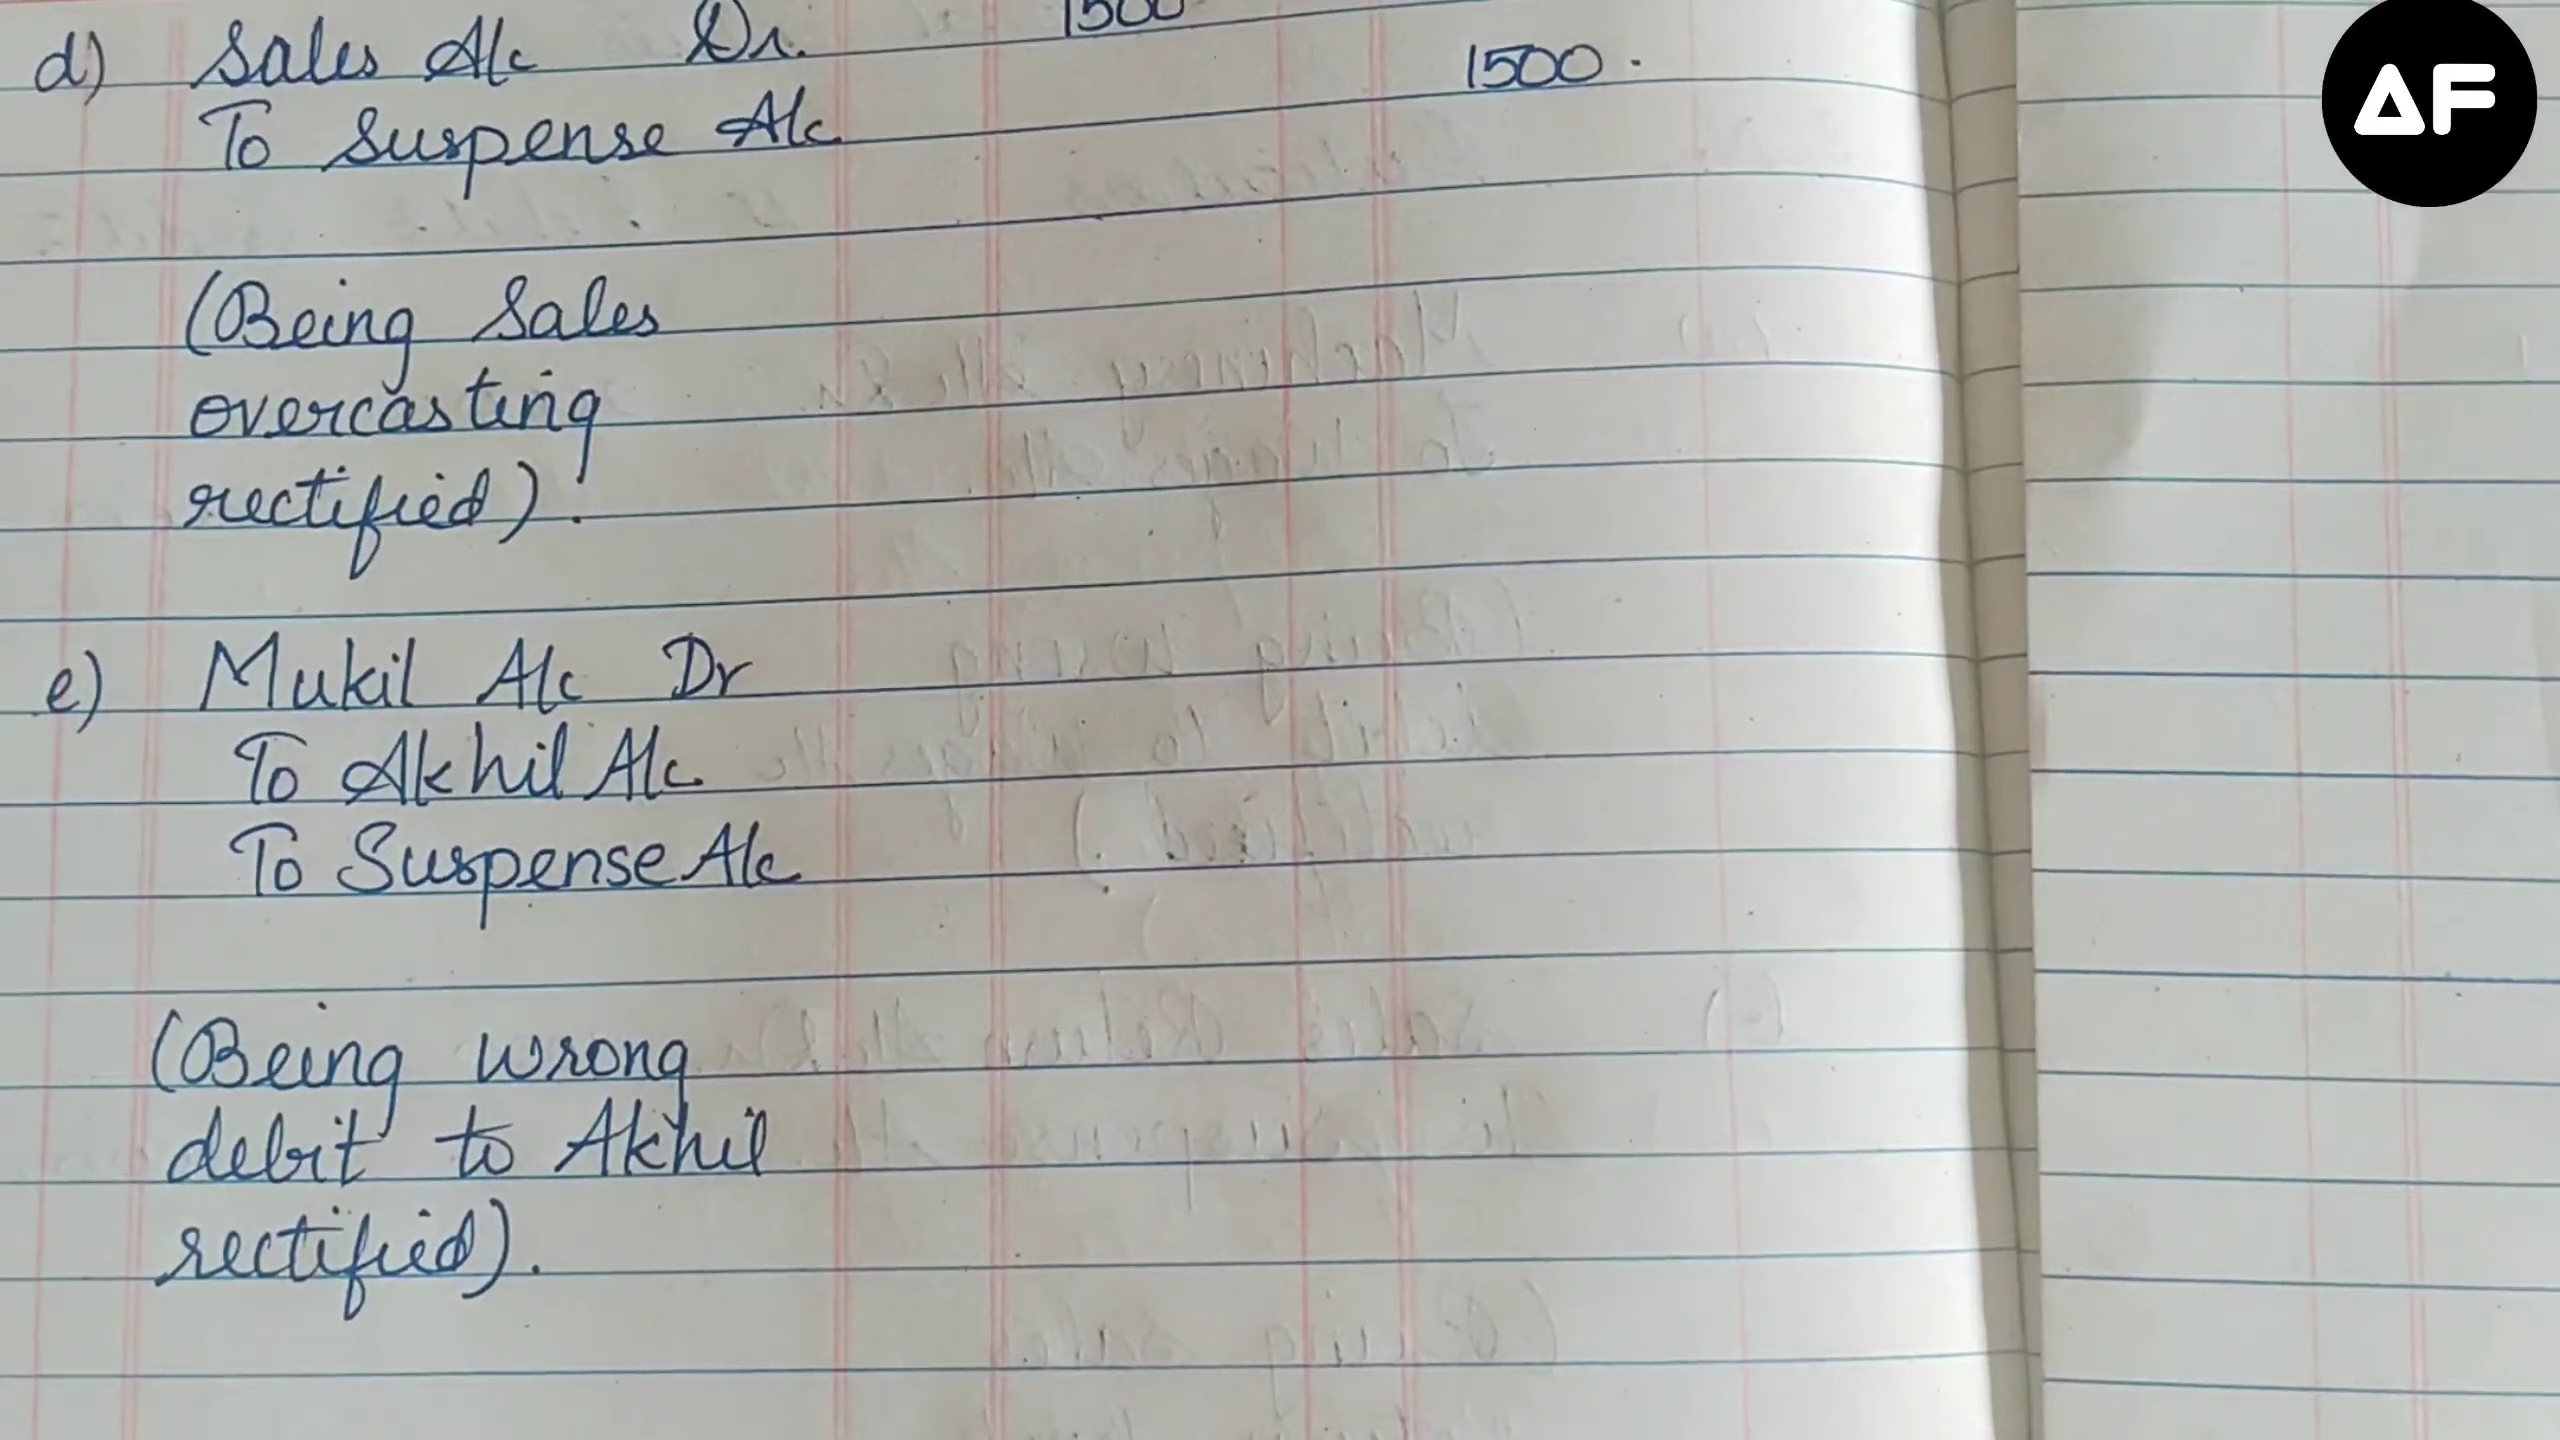 d) Sales A/c Dr. 1500
To Suspense A/c 1500.
(Being Sales
overcasting
rectified).
e) Mukil A/c Dr
To Akhil A/c.
To Suspense A/c
(Being wrong
debit to Akhil
rectified).
AF